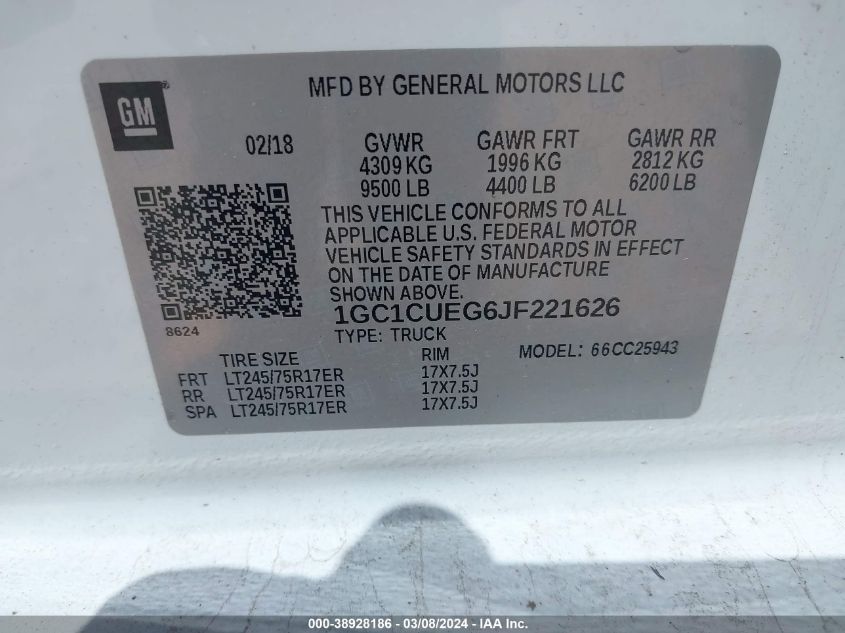 MFD BY GENERAL MOTORS LLC
GM
02/18 GVWR GAWR FRT GAWR RR
4309 KG 1996 KG 2812 KG
9500 LB 4400 LB 6200 LB
THIS VEHICLE CONFORMS TO ALL
APPLICABLE U.S. FEDERAL MOTOR
VEHICLE SAFETY STANDARDS IN EFFECT
ON THE DATE OF MANUFACTURE
SHOWN ABOVE.
1GC1CUEG6JF221626
8624
TYPE: TRUCK
TIRE SIZE RIM MODEL: 66CC25943
FRT LT245/75R17ER 17X7.5J
RR LT245/75R17ER 17X7.5J
SPA LT245/75R17ER 17X7.5J
000-38928186 - 03/08/2024 - IAA Inc.